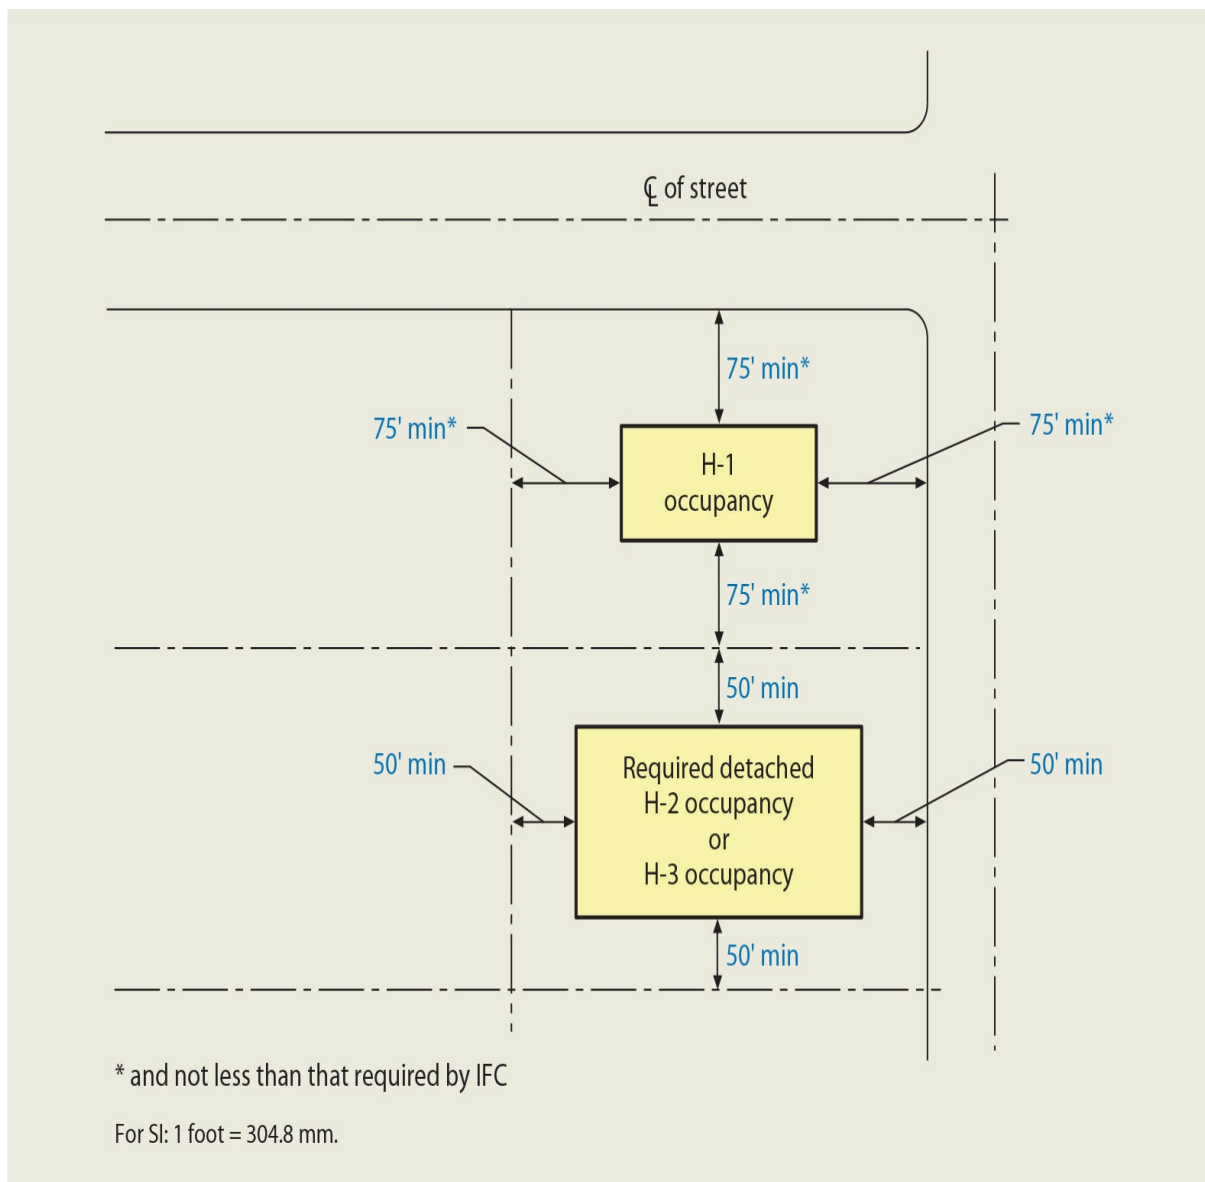 ℄ of street
75' min*
75' min*
75' min*
H-1
occupancy
75' min*
50' min
50' min
50' min
Required detached
H-2 occupancy
or
H-3 occupancy
50' min
* and not less than that required by IFC
For SI: 1 foot = 304.8 mm.